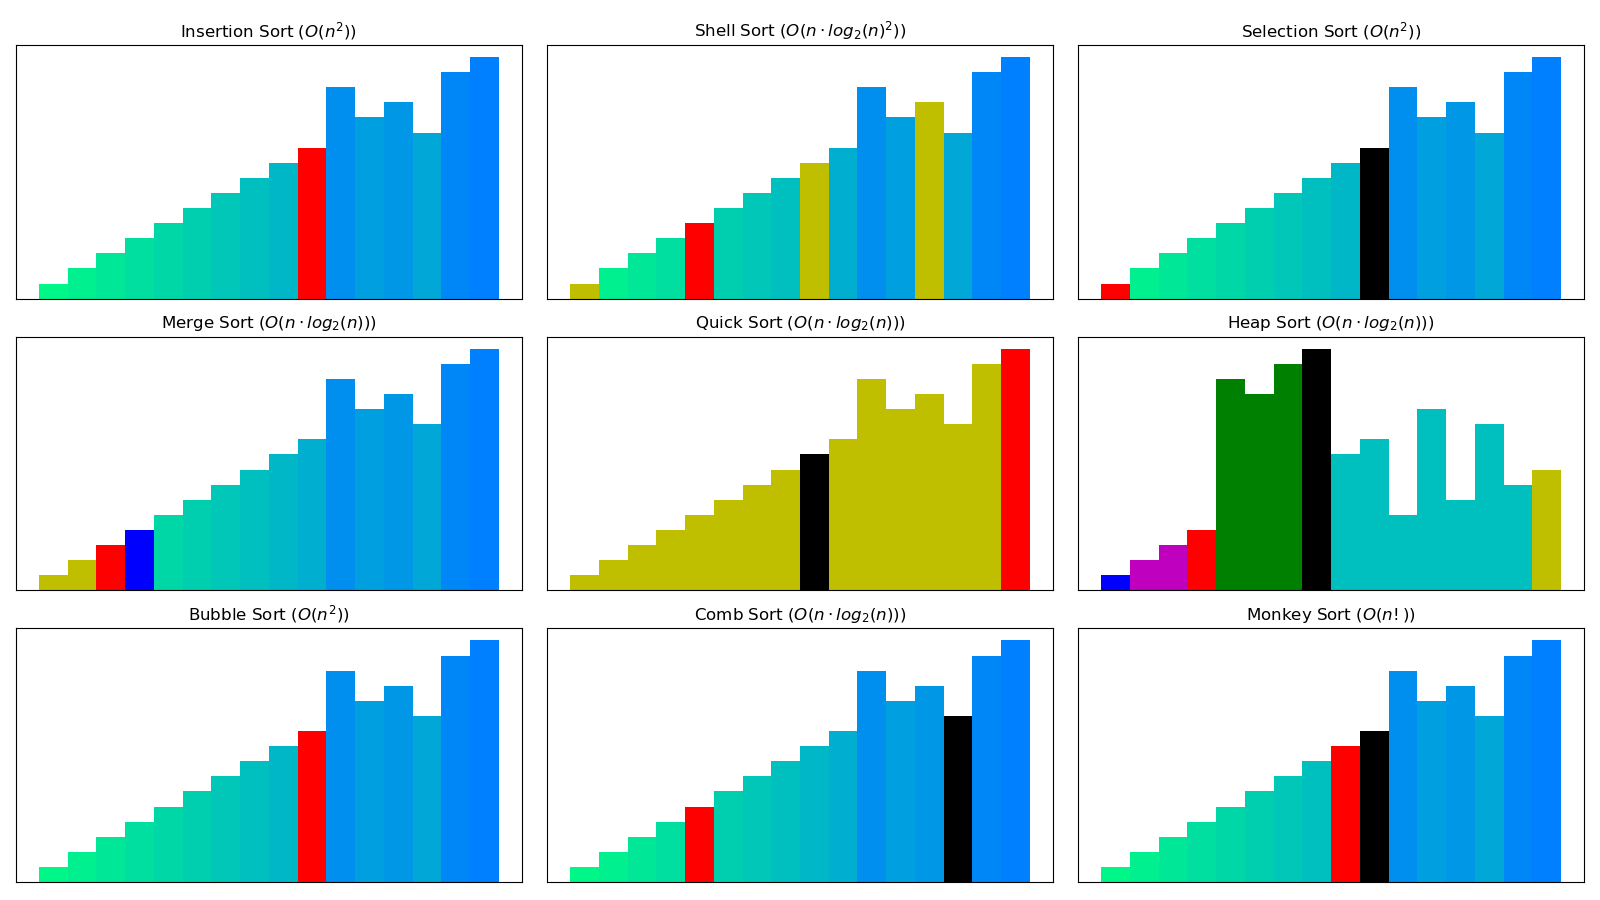 Insertion Sort (O(n²))
Shell Sort (O(n · log₂(n)²))
Selection Sort (O(n²))
Merge Sort (O(n · log₂(n)))
Quick Sort (O(n · log₂(n)))
Heap Sort (O(n · log₂(n)))
Bubble Sort (O(n²))
Comb Sort (O(n · log₂(n)))
Monkey Sort (O(n!))